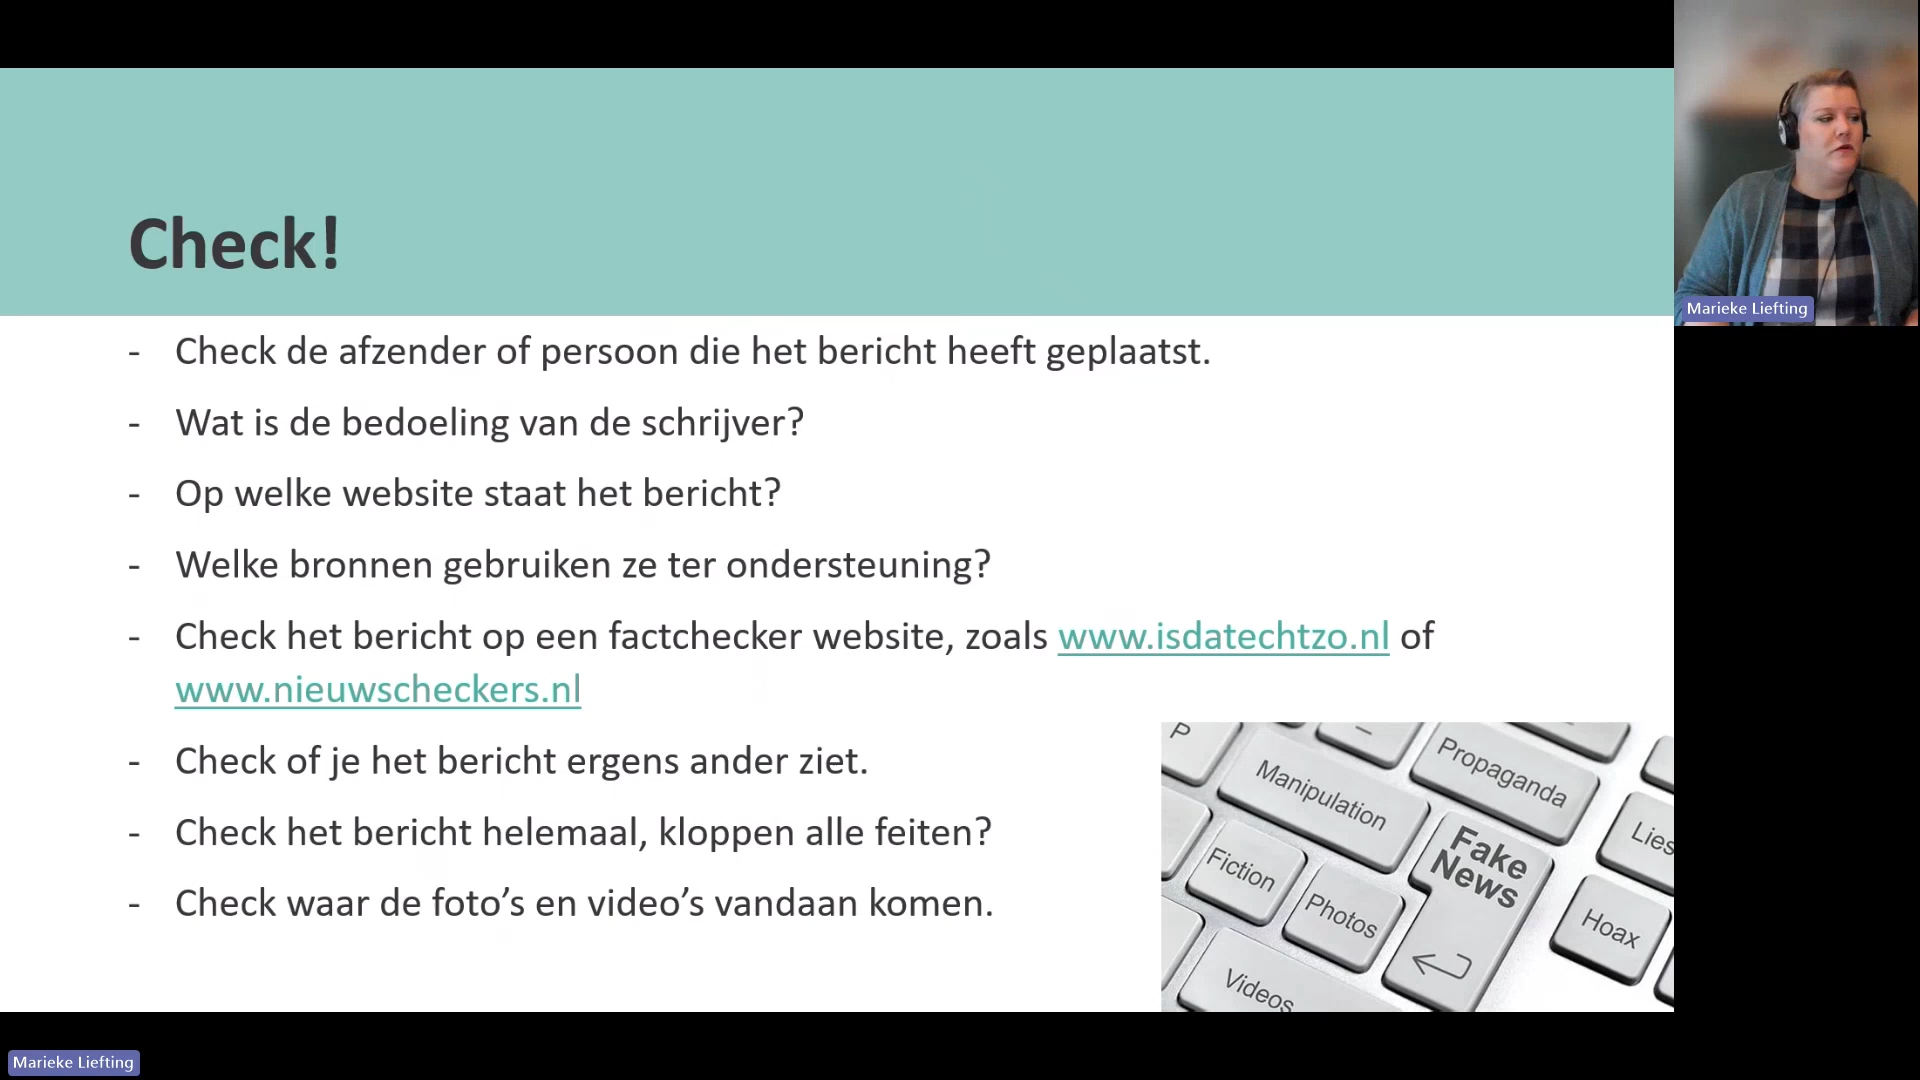 Check!
- Check de afzender of persoon die het bericht heeft geplaatst.
- Wat is de bedoeling van de schrijver?
- Op welke website staat het bericht?
- Welke bronnen gebruiken ze ter ondersteuning?
- Check het bericht op een factchecker website, zoals www.isdatechtzo.nl of
www.nieuwscheckers.nl
- Check of je het bericht ergens ander ziet.
- Check het bericht helemaal, kloppen alle feiten?
- Check waar de foto’s en video’s vandaan komen.
P
Manipulation
Propaganda
Fiction
Photos
Fake
News
Lies
Hoax
Videos
Marieke Liefting
Marieke Liefting